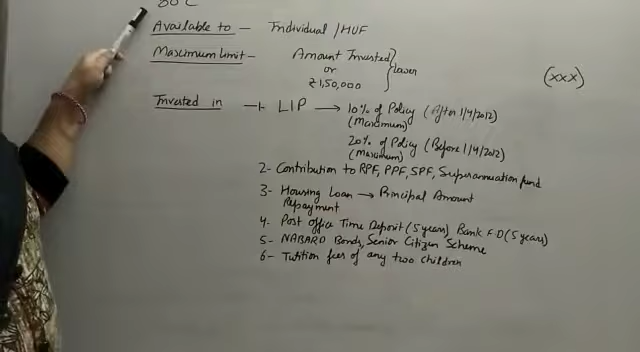 80C
Available to - Individual / HUF
Maximum Limit - Amount Invested
or } lower
₹1,50,000
(XXX)
Invested in - 1- LIP → 10% of Policy (After 1/4/2012)
(Maximum)
20% of Policy (Before 1/4/2012)
(Maximum)
2- Contribution to RPF, PPF, SPF, Superannuation fund
3- Housing Loan → Principal Amount
Repayment
4- Post office Time Deposit (5 years) Bank F.D (5 years)
5- NABARD Bonds, Senior Citizen Scheme
6- Tution fees of any two children